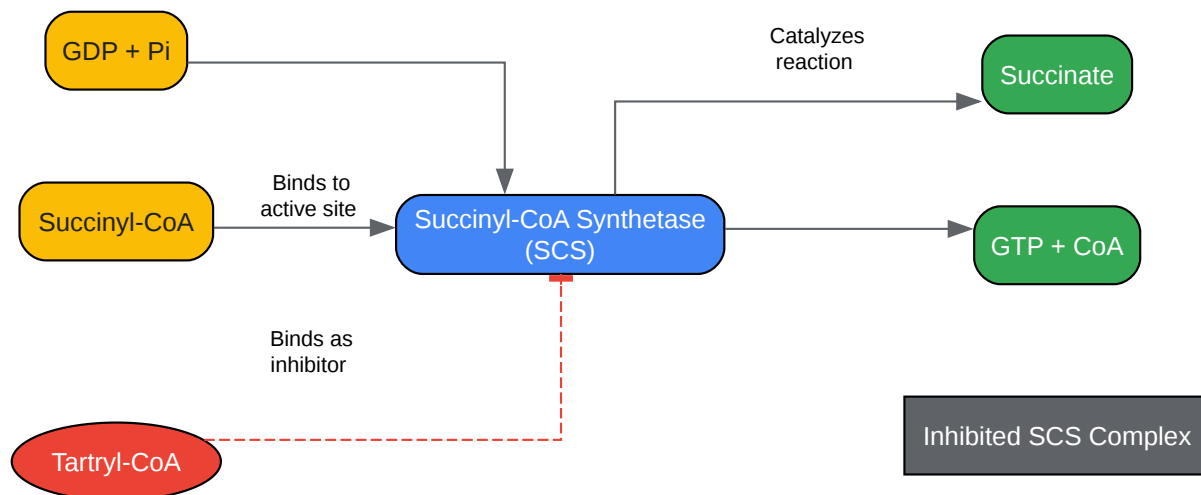 GDP + Pi
Catalyzes
reaction
Succinate
Succinyl-CoA
Binds to
active site
Succinyl-CoA Synthetase
(SCS)
GTP + CoA
Binds as
inhibitor
Tartryl-CoA
Inhibited SCS Complex